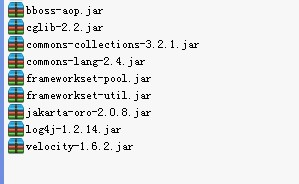 bboss-aop.jar
cglib-2.2.jar
commons-collections-3.2.1.jar
commons-lang-2.4.jar
frameworkset-pool.jar
frameworkset-util.jar
jakarta-oro-2.0.8.jar
log4j-1.2.14.jar
velocity-1.6.2.jar